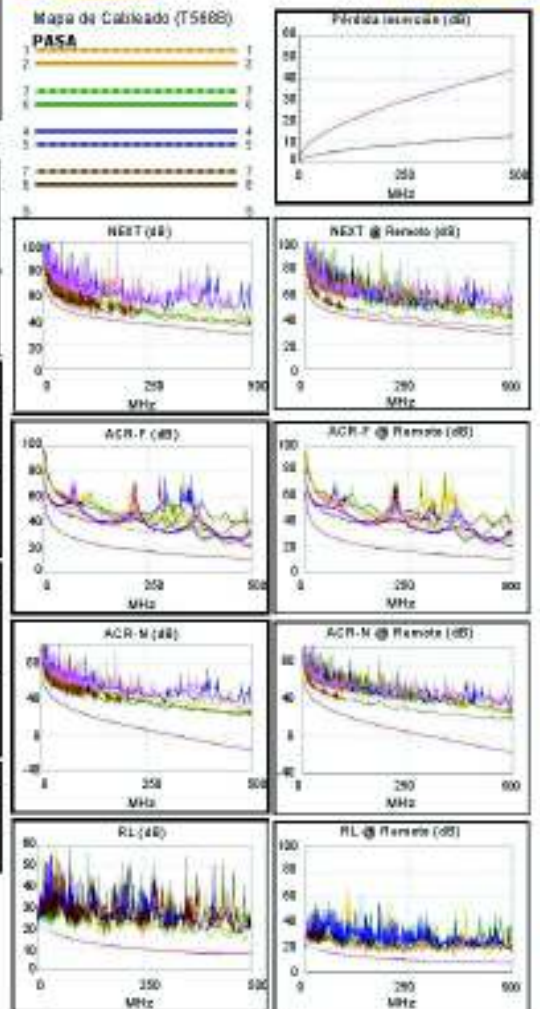 Mapa de Cableado (T568B)
PASA
1 1
2 2
3 3
6 6
4 4
5 5
7 7
8 8
S S
Pérdida inserción (dB)
60
50
40
30
20
10
0
0 250 500
MHz
NEXT (dB)
100
80
60
40
20
0
0 250 500
MHz
NEXT @ Remoto (dB)
100
80
60
40
20
0
0 250 500
MHz
ACR-F (dB)
100
80
60
40
20
0
0 250 500
MHz
ACR-F @ Remoto (dB)
100
80
60
40
20
0
0 250 500
MHz
ACR-N (dB)
80
40
0
-40
0 250 500
MHz
ACR-N @ Remoto (dB)
80
40
0
-40
0 250 500
MHz
RL (dB)
60
50
40
30
20
10
0
0 250 500
MHz
RL @ Remoto (dB)
100
80
60
40
20
0
0 250 500
MHz